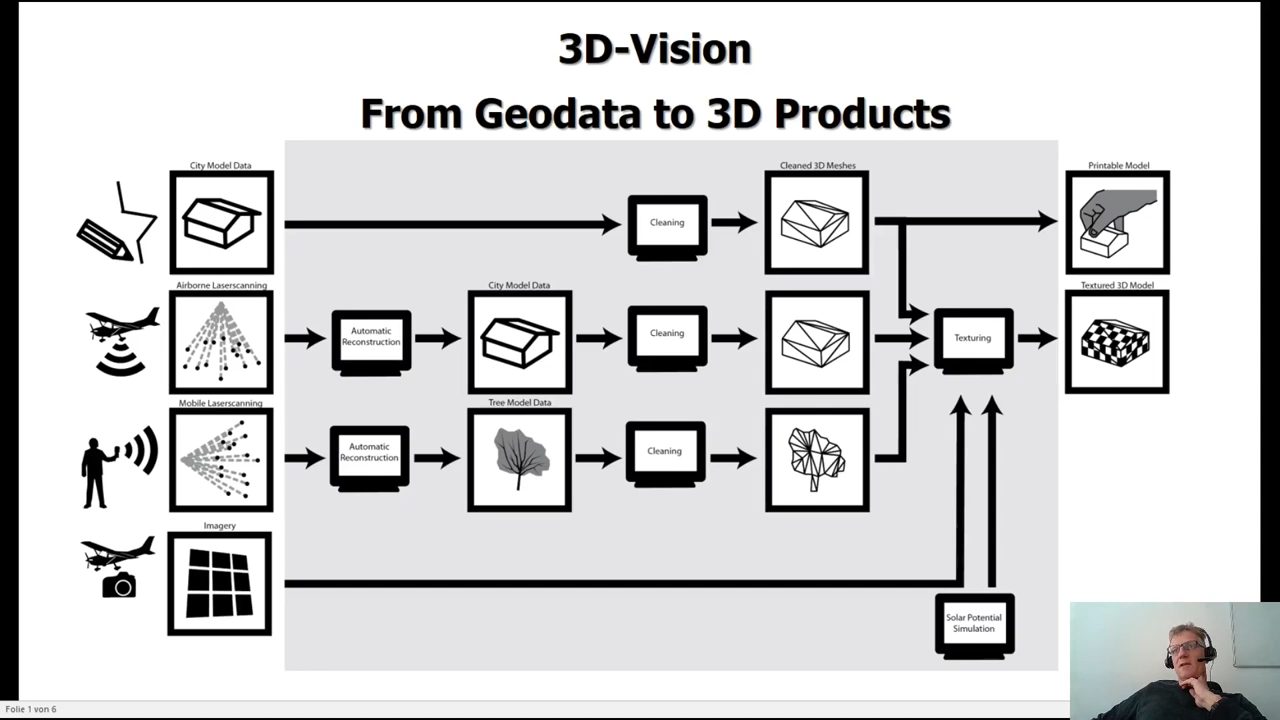 3D-Vision
From Geodata to 3D Products
City Model Data
Cleaned 3D Meshes
Printable Model
Cleaning
Airborne Laserscanning
City Model Data
Textured 3D Model
Automatic
Reconstruction
Cleaning
Texturing
Mobile Laserscanning
Tree Model Data
Automatic
Reconstruction
Cleaning
Imagery
Solar Potential
Simulation
Folie 1 von 6